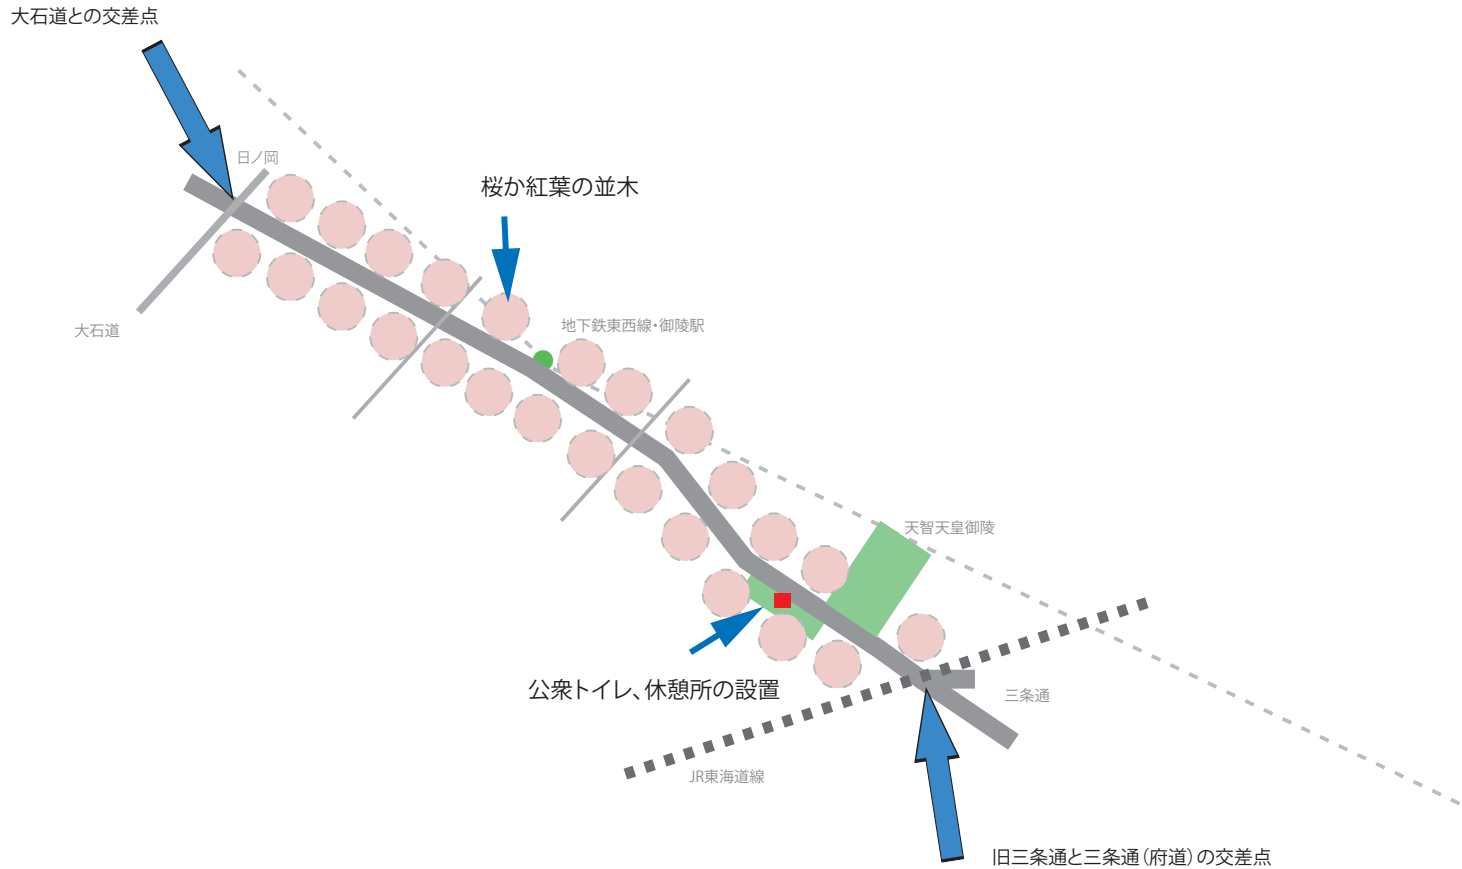 大石道との交差点
日ノ岡
桜か紅葉の並木
大石道
地下鉄東西線・御陵駅
天智天皇御陵
公衆トイレ、休憩所の設置
三条通
JR東海道線
旧三条通と三条通（府道）の交差点